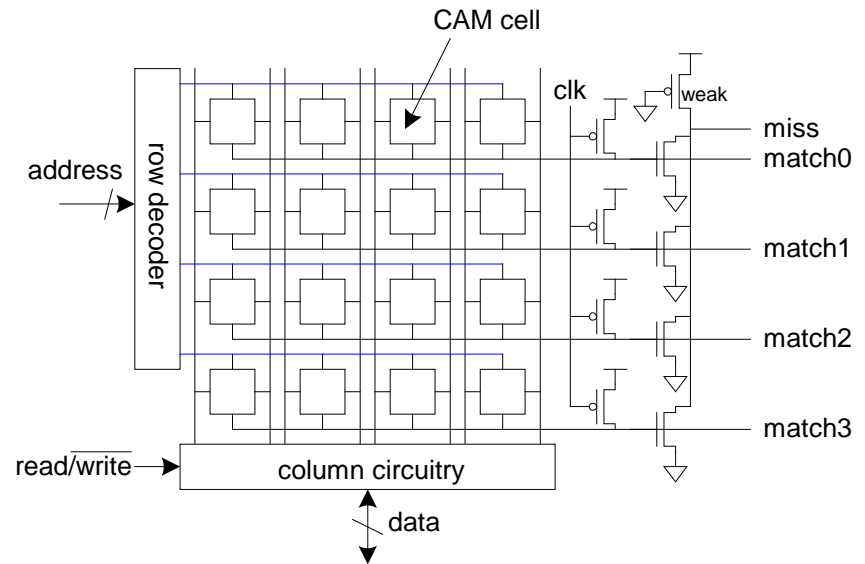 CAM cell
clk
weak
miss
match0
address
row decoder
match1
match2
match3
read/write
column circuitry
data